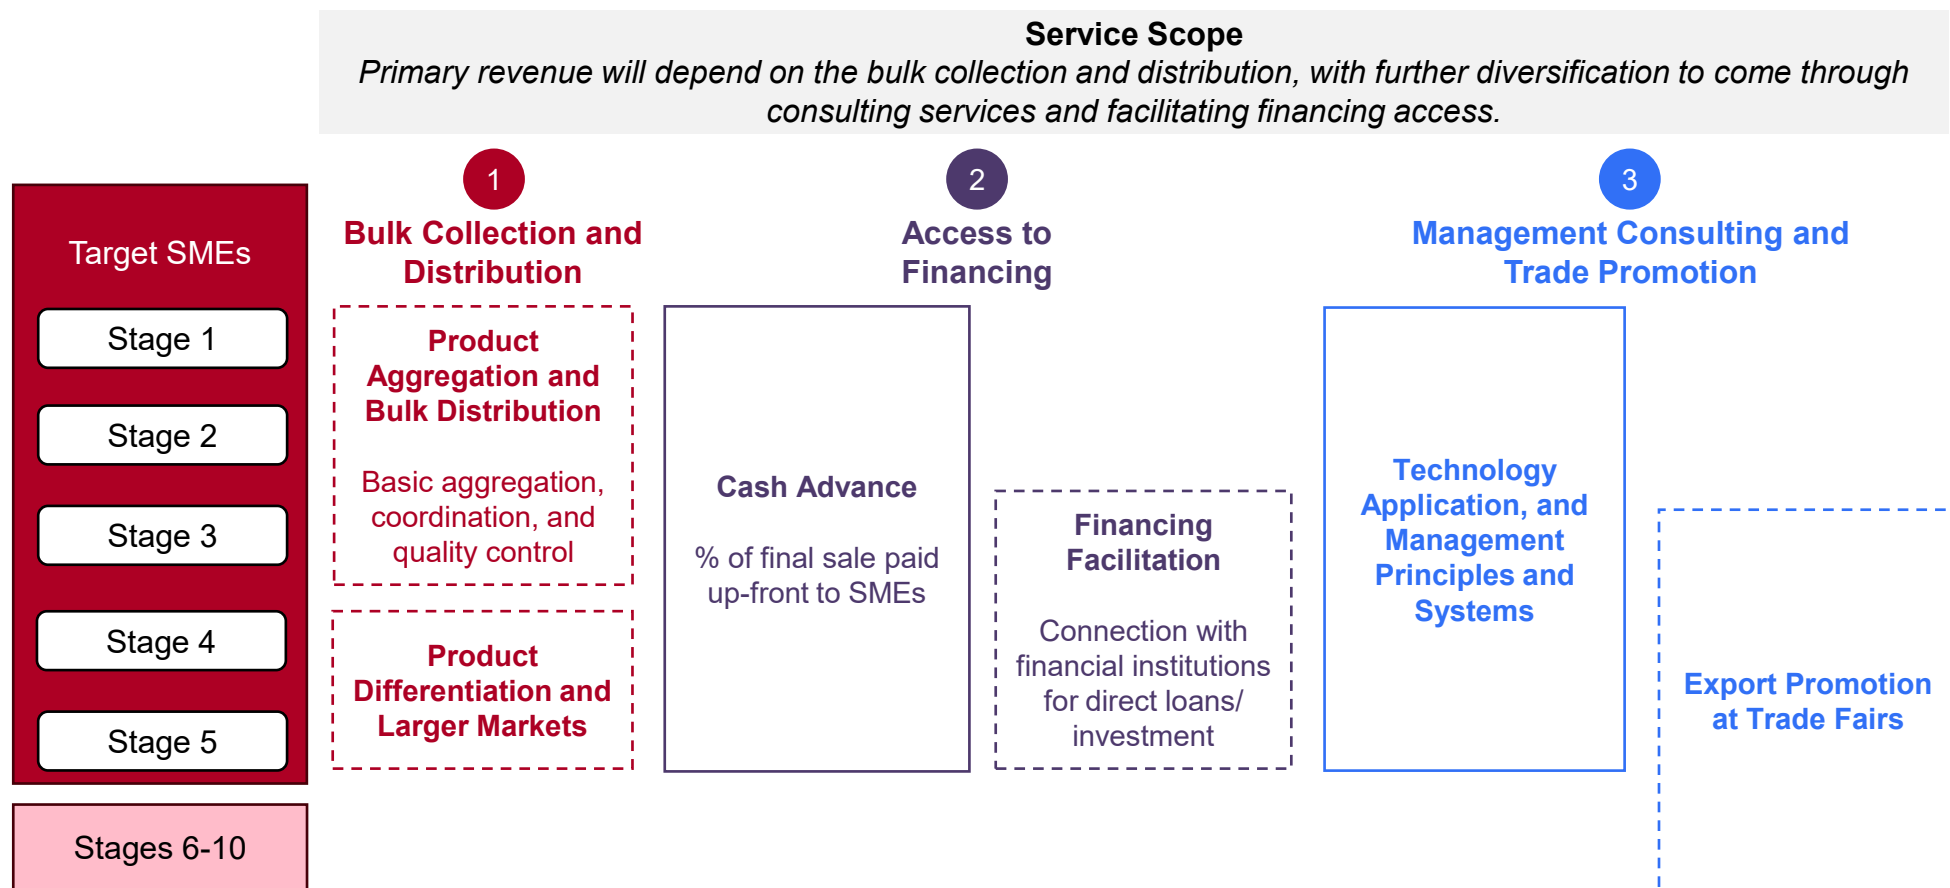 Service Scope
Primary revenue will depend on the bulk collection and distribution, with further diversification to come through
consulting services and facilitating financing access.
Target SMEs
Stage 1
Stage 2
Stage 3
Stage 4
Stage 5
Stages 6-10
1
Bulk Collection and
Distribution
Product
Aggregation and
Bulk Distribution
Basic aggregation,
coordination, and
quality control
Product
Differentiation and
Larger Markets
2
Access to
Financing
Cash Advance
% of final sale paid
up-front to SMEs
Financing
Facilitation
Connection with
financial institutions
for direct loans/
investment
3
Management Consulting and
Trade Promotion
Technology
Application, and
Management
Principles and
Systems
Export Promotion
at Trade Fairs